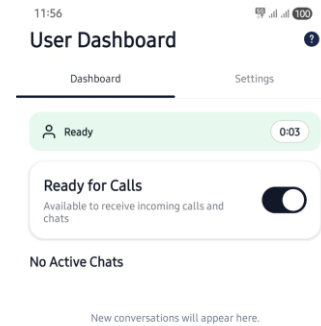 11:56
5G
100
User Dashboard
?
Dashboard
Settings
Ready
0:03
Ready for Calls
Available to receive incoming calls and
chats
No Active Chats
New conversations will appear here.